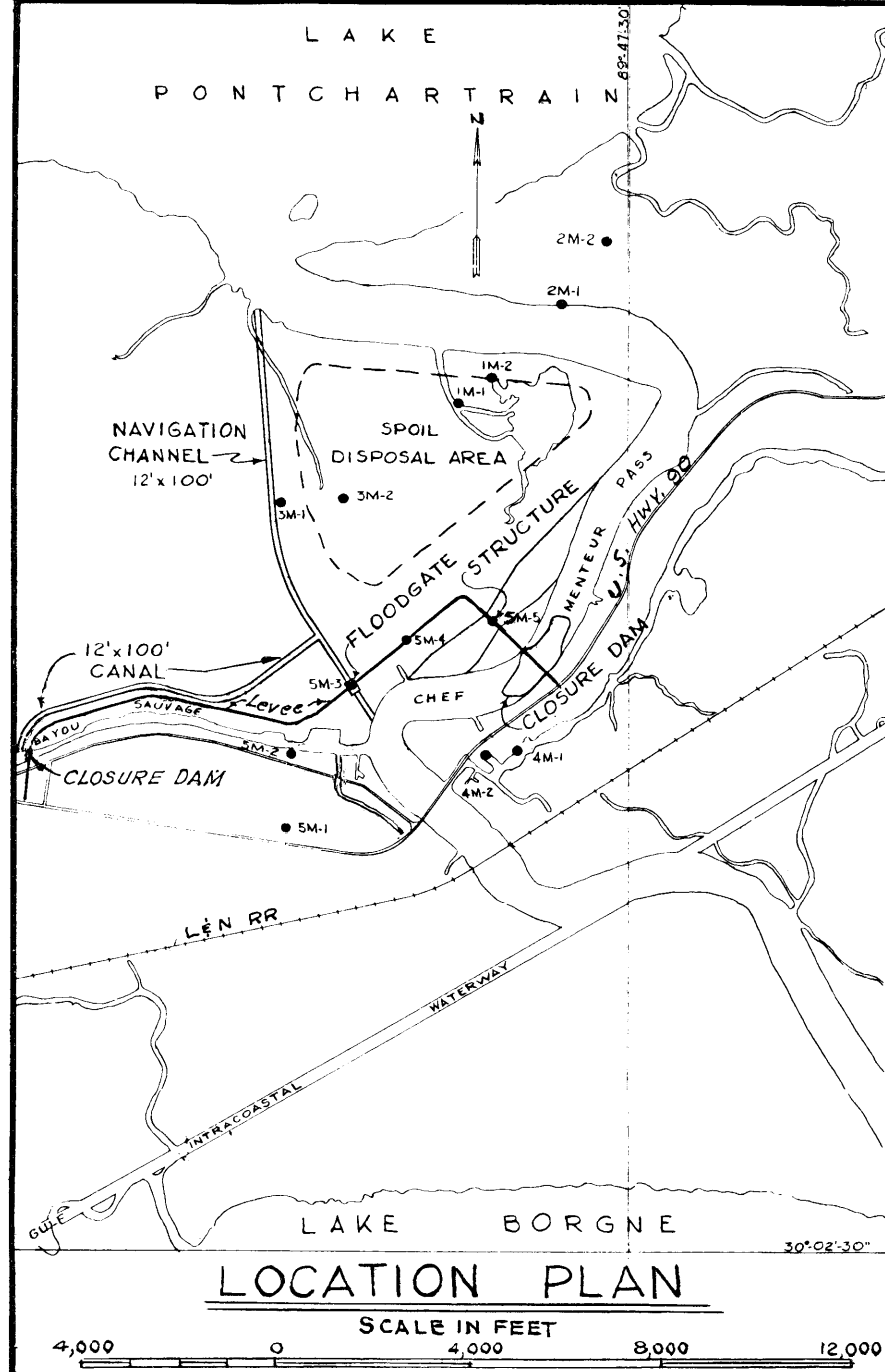 LAKE
PONTCHARTRAIN
89°-47'-30"
N
2M-2
2M-1
1M-2
1M-1
NAVIGATION
CHANNEL
12' x 100'
SPOIL
DISPOSAL AREA
3M-1
3M-2
FLOODGATE STRUCTURE
MENTEUR PASS
U.S. HWY. 90
5M-5
5M-4
12' x 100'
CANAL
5M-3
Levee
CHEF
CLOSURE DAM
SAUVAGE
BAYOU
5M-2
4M-1
4M-2
CLOSURE DAM
5M-1
L&N RR
WATERWAY
INTRACOASTAL
GULF
LAKE BORGNE
30°-02'-30"
LOCATION PLAN
SCALE IN FEET
4,000 0 4,000 8,000 12,000